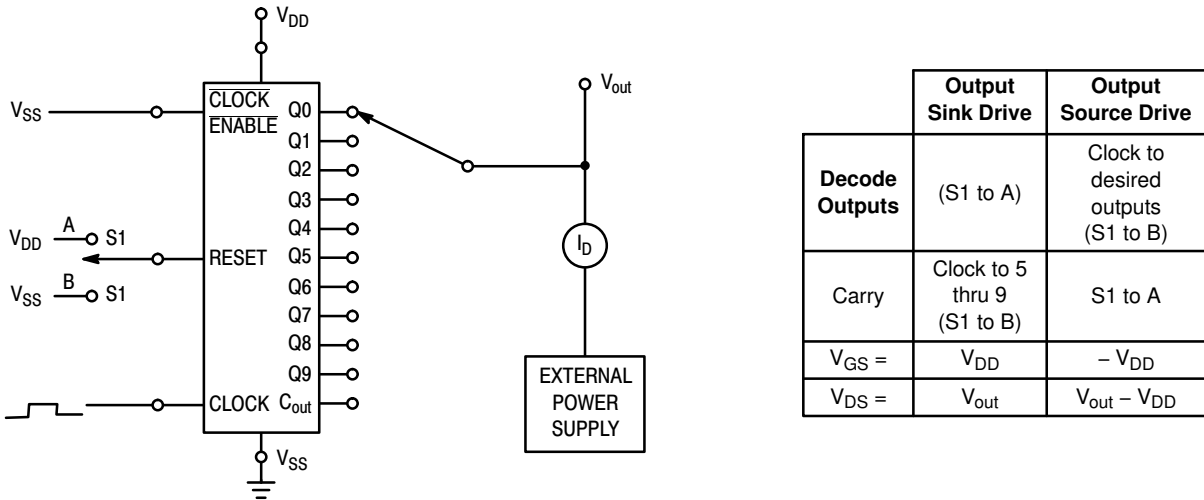 VDD
VSS
CLOCK
ENABLE
Q0
Q1
Q2
Q3
Q4
Q5
Q6
Q7
Q8
Q9
Cout
VDD A S1
RESET
VSS B S1
CLOCK
VSS
Vout
ID
EXTERNAL
POWER
SUPPLY
Output
Sink Drive
Output
Source Drive
Decode
Outputs
(S1 to A)
Clock to
desired
outputs
(S1 to B)
Carry
Clock to 5
thru 9
(S1 to B)
S1 to A
VGS = VDD – VDD
VDS = Vout Vout – VDD